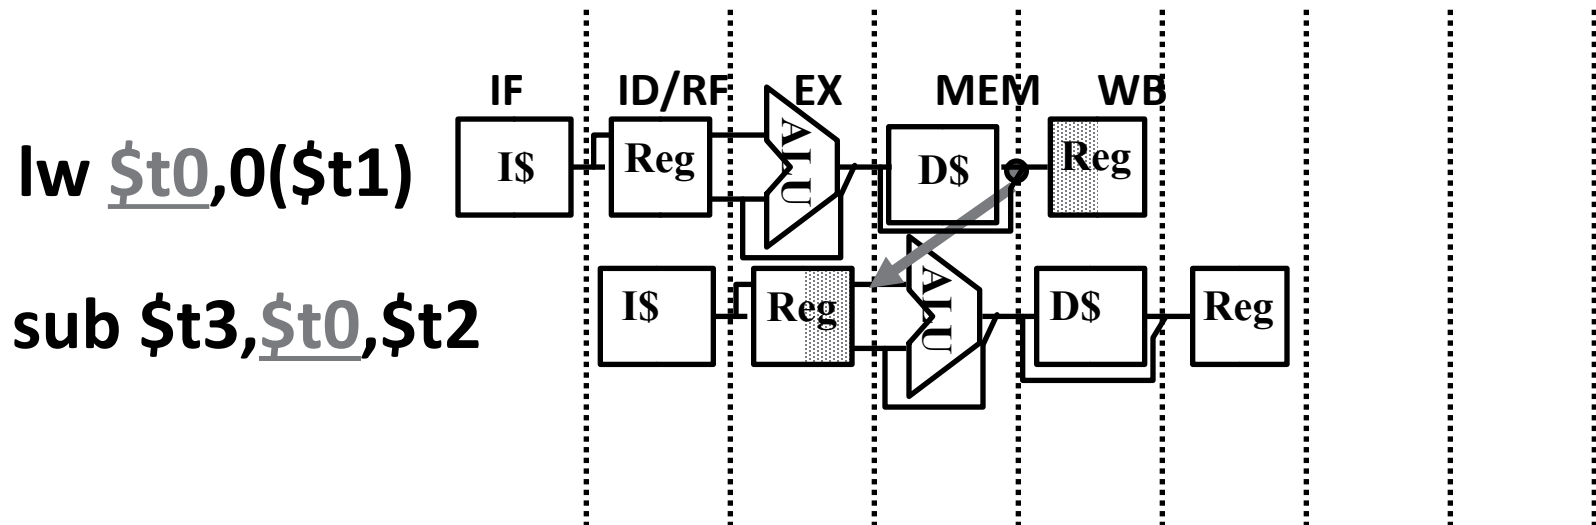 IF ID/RF EX MEM WB
lw $t0,0($t1) I$ Reg ALU D$ Reg
sub $t3,$t0,$t2 I$ Reg ALU D$ Reg